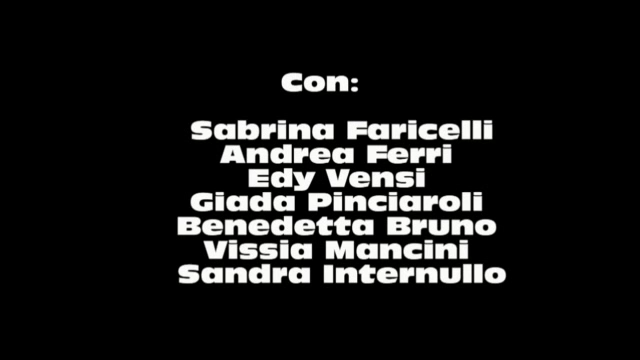 Con:
Sabrina Faricelli
Andrea Ferri
Edy Vensi
Giada Pinciaroli
Benedetta Bruno
Vissia Mancini
Sandra Internullo